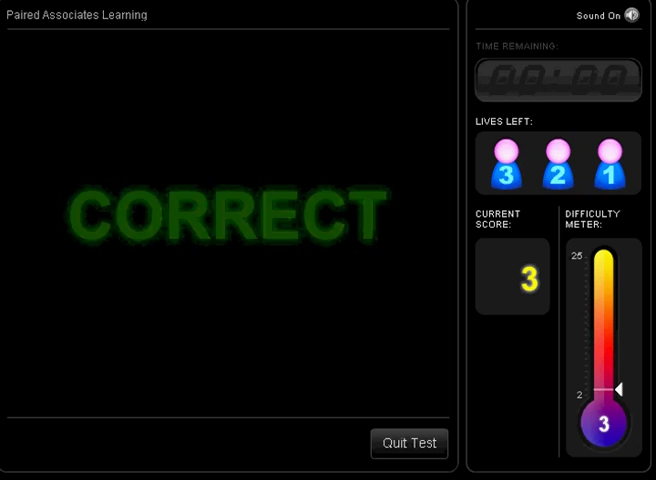 Paired Associates Learning
Sound On
TIME REMAINING:
00:00
LIVES LEFT:
3 2 1
CORRECT
CURRENT SCORE:
3
DIFFICULTY METER:
25
2
3
Quit Test